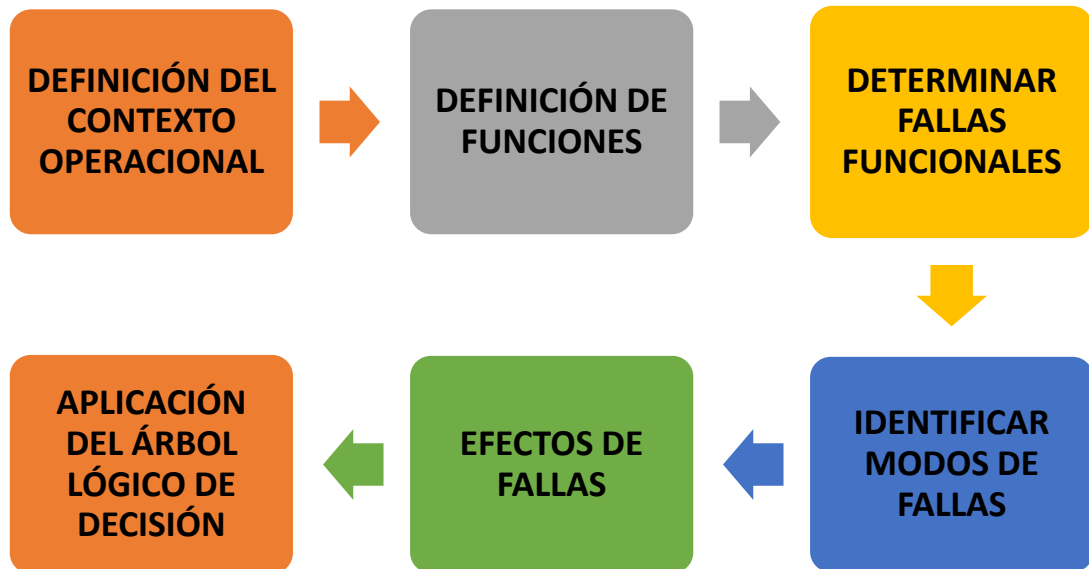 DEFINICIÓN DEL
CONTEXTO
OPERACIONAL
DEFINICIÓN DE
FUNCIONES
DETERMINAR
FALLAS
FUNCIONALES
IDENTIFICAR
MODOS DE
FALLAS
EFECTOS DE
FALLAS
APLICACIÓN
DEL ÁRBOL
LÓGICO DE
DECISIÓN